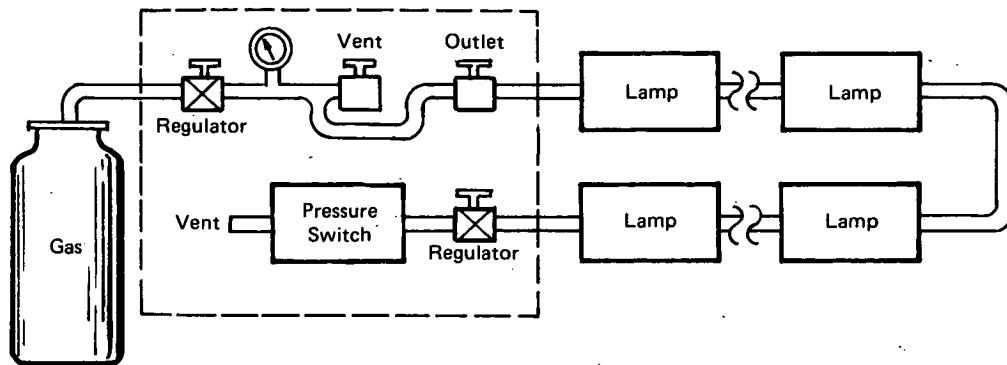 Vent
Outlet
Regulator
Lamp
Lamp
Gas
Vent
Pressure
Switch
Regulator
Lamp
Lamp